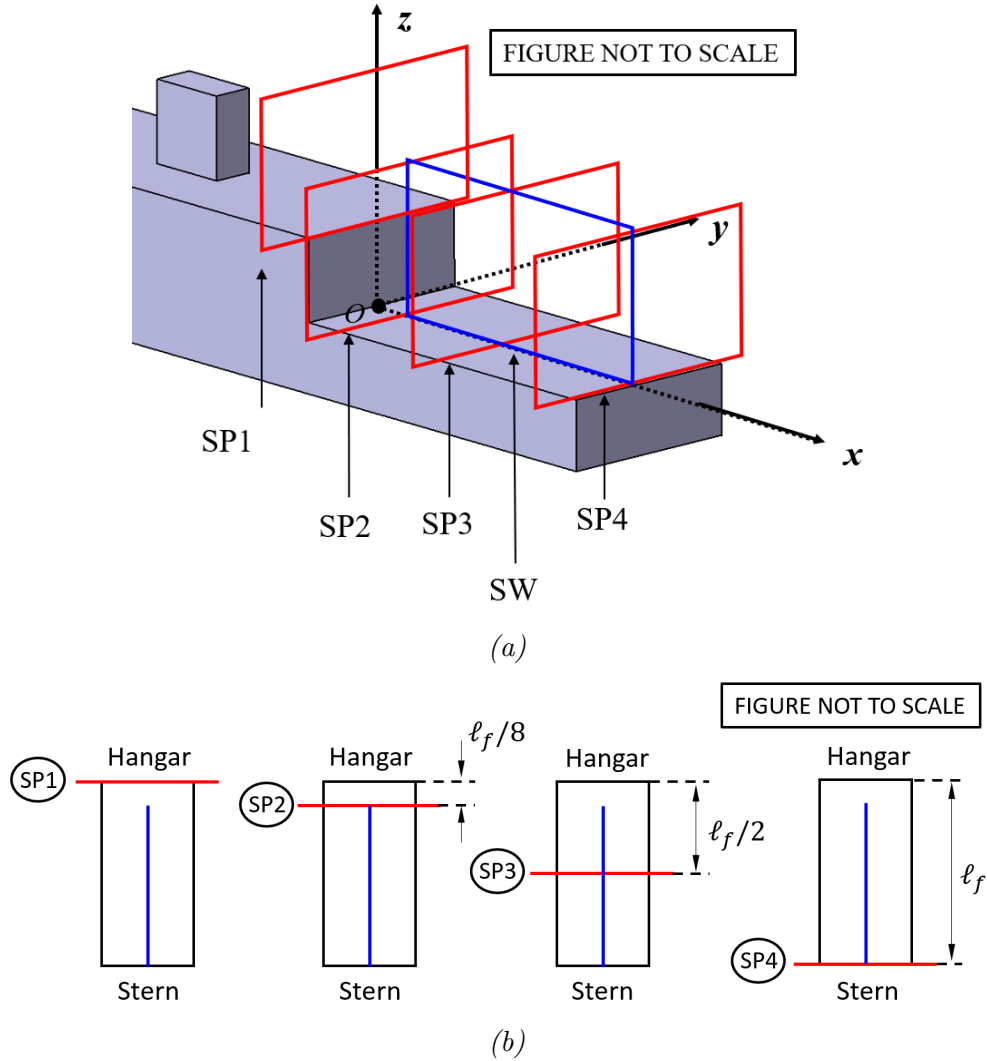 z
FIGURE NOT TO SCALE
y
O
x
SP1
SP2
SP3
SP4
SW
(a)
FIGURE NOT TO SCALE
ℓf/8
Hangar
Hangar
Hangar
Hangar
SP1
SP2
ℓf/2
SP3
ℓf
SP4
Stern
Stern
Stern
Stern
(b)